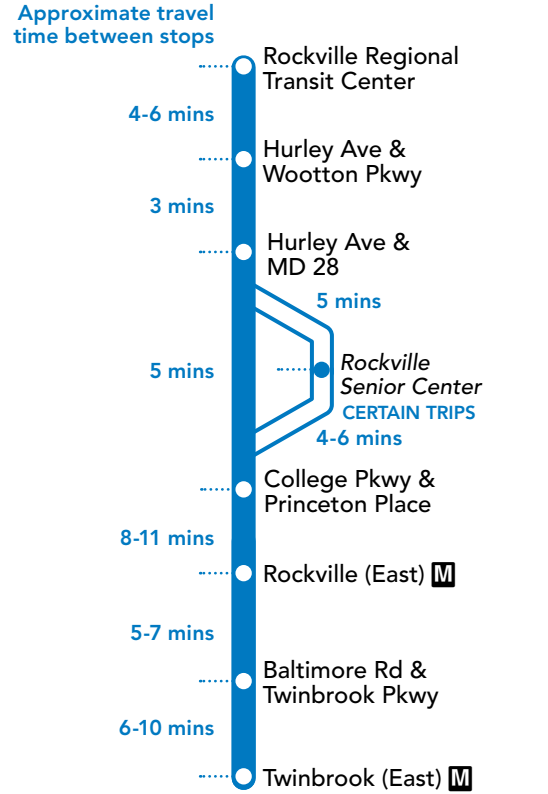 Approximate travel
time between stops
Rockville Regional
Transit Center
4-6 mins
Hurley Ave &
Wootton Pkwy
3 mins
Hurley Ave &
MD 28
5 mins
5 mins
Rockville
Senior Center
CERTAIN TRIPS
4-6 mins
College Pkwy &
Princeton Place
8-11 mins
Rockville (East) M
5-7 mins
Baltimore Rd &
Twinbrook Pkwy
6-10 mins
Twinbrook (East) M